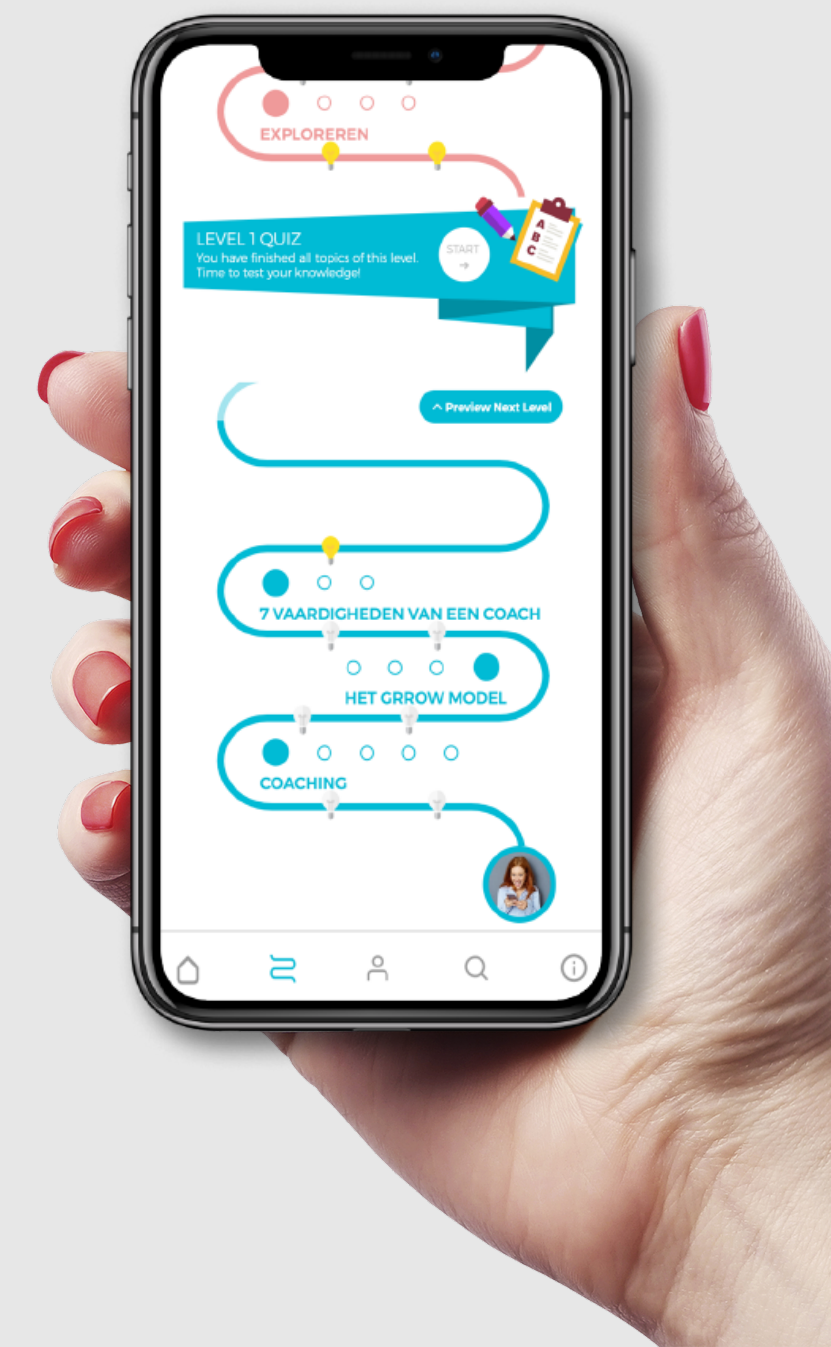 EXPLOREREN
LEVEL 1 QUIZ
You have finished all topics of this level.
Time to test your knowledge!
START
A
B
C
Preview Next Level
7 VAARDIGHEDEN VAN EEN COACH
HET GRROW MODEL
COACHING